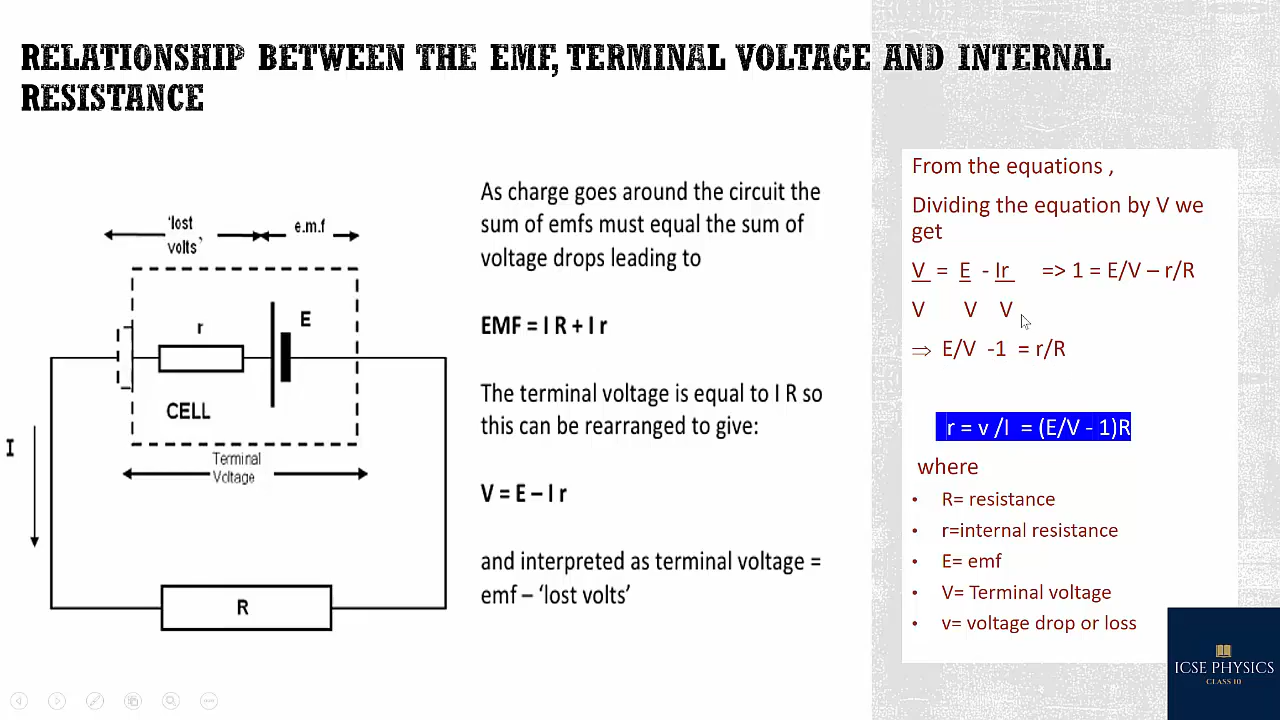 RELATIONSHIP BETWEEN THE EMF, TERMINAL VOLTAGE AND INTERNAL
RESISTANCE
'lost
volts'
e.m.f
r
E
CELL
Terminal
Voltage
I
R
As charge goes around the circuit the
sum of emfs must equal the sum of
voltage drops leading to
EMF = I R + I r
The terminal voltage is equal to I R so
this can be rearranged to give:
V = E – I r
and interpreted as terminal voltage =
emf – 'lost volts'
From the equations ,
Dividing the equation by V we
get
V = E - Ir => 1 = E/V – r/R
V V V
⇒ E/V -1 = r/R
r = v /I = (E/V - 1)R
where
• R= resistance
• r=internal resistance
• E= emf
• V= Terminal voltage
• v= voltage drop or loss
ICSE PHYSICS
CLASS 10